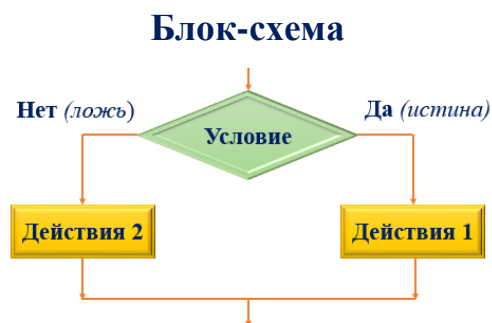 Блок-схема
Нет (ложь) Да (истина)
Условие
Действия 2 Действия 1